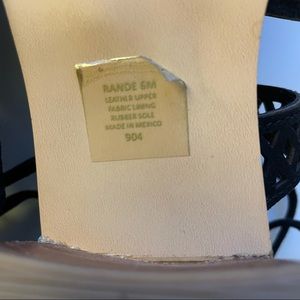 RANDE 6M
LEATHER UPPER
FABRIC LINING
RUBBER SOLE
MADE IN MEXICO
904